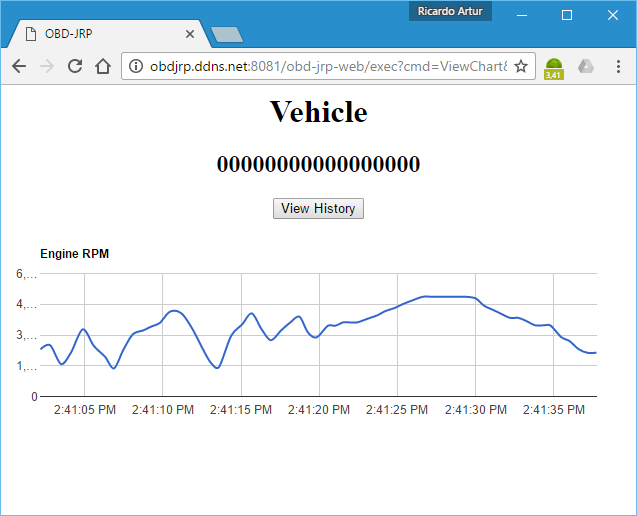 Ricardo Artur
OBD-JRP
obdjrp.ddns.net:8081/obd-jrp-web/exec?cmd=ViewChart&
3,41
Vehicle
00000000000000000
View History
Engine RPM
6,...
4,...
3,...
1,...
0
2:41:05 PM 2:41:10 PM 2:41:15 PM 2:41:20 PM 2:41:25 PM 2:41:30 PM 2:41:35 PM